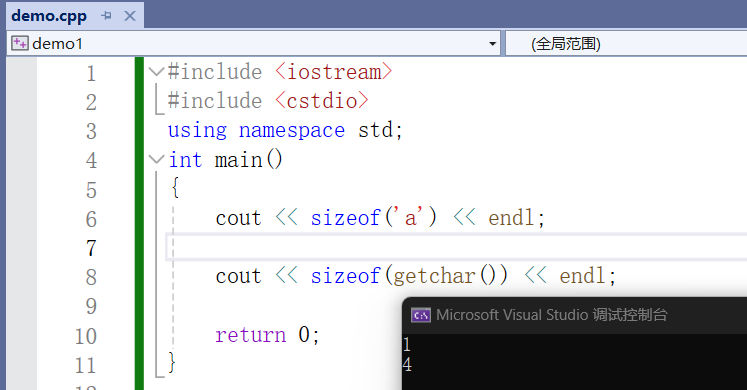 demo.cpp
demo1
(全局范围)
1 #include <iostream>
2 #include <cstdio>
3 using namespace std;
4 int main()
5 {
6 cout << sizeof('a') << endl;
7
8 cout << sizeof(getchar()) << endl;
9
10 return 0;
11 }
Microsoft Visual Studio 调试控制台
1
4